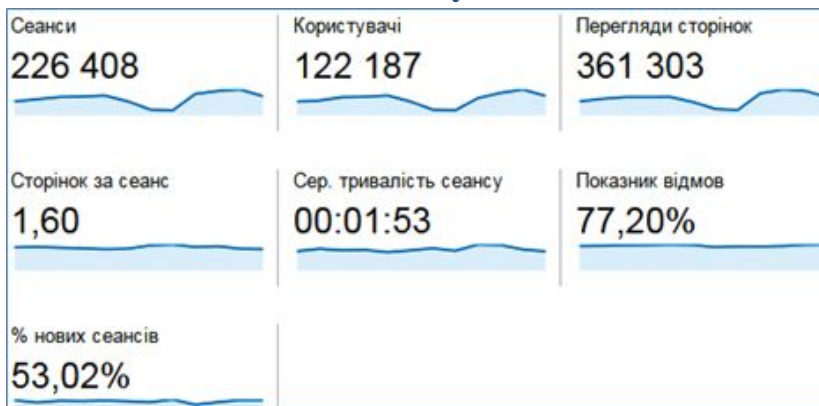 Сеанси
226 408
Користувачі
122 187
Перегляди сторінок
361 303
Сторінок за сеанс
1,60
Сер. тривалість сеансу
00:01:53
Показник відмов
77,20%
% нових сеансів
53,02%